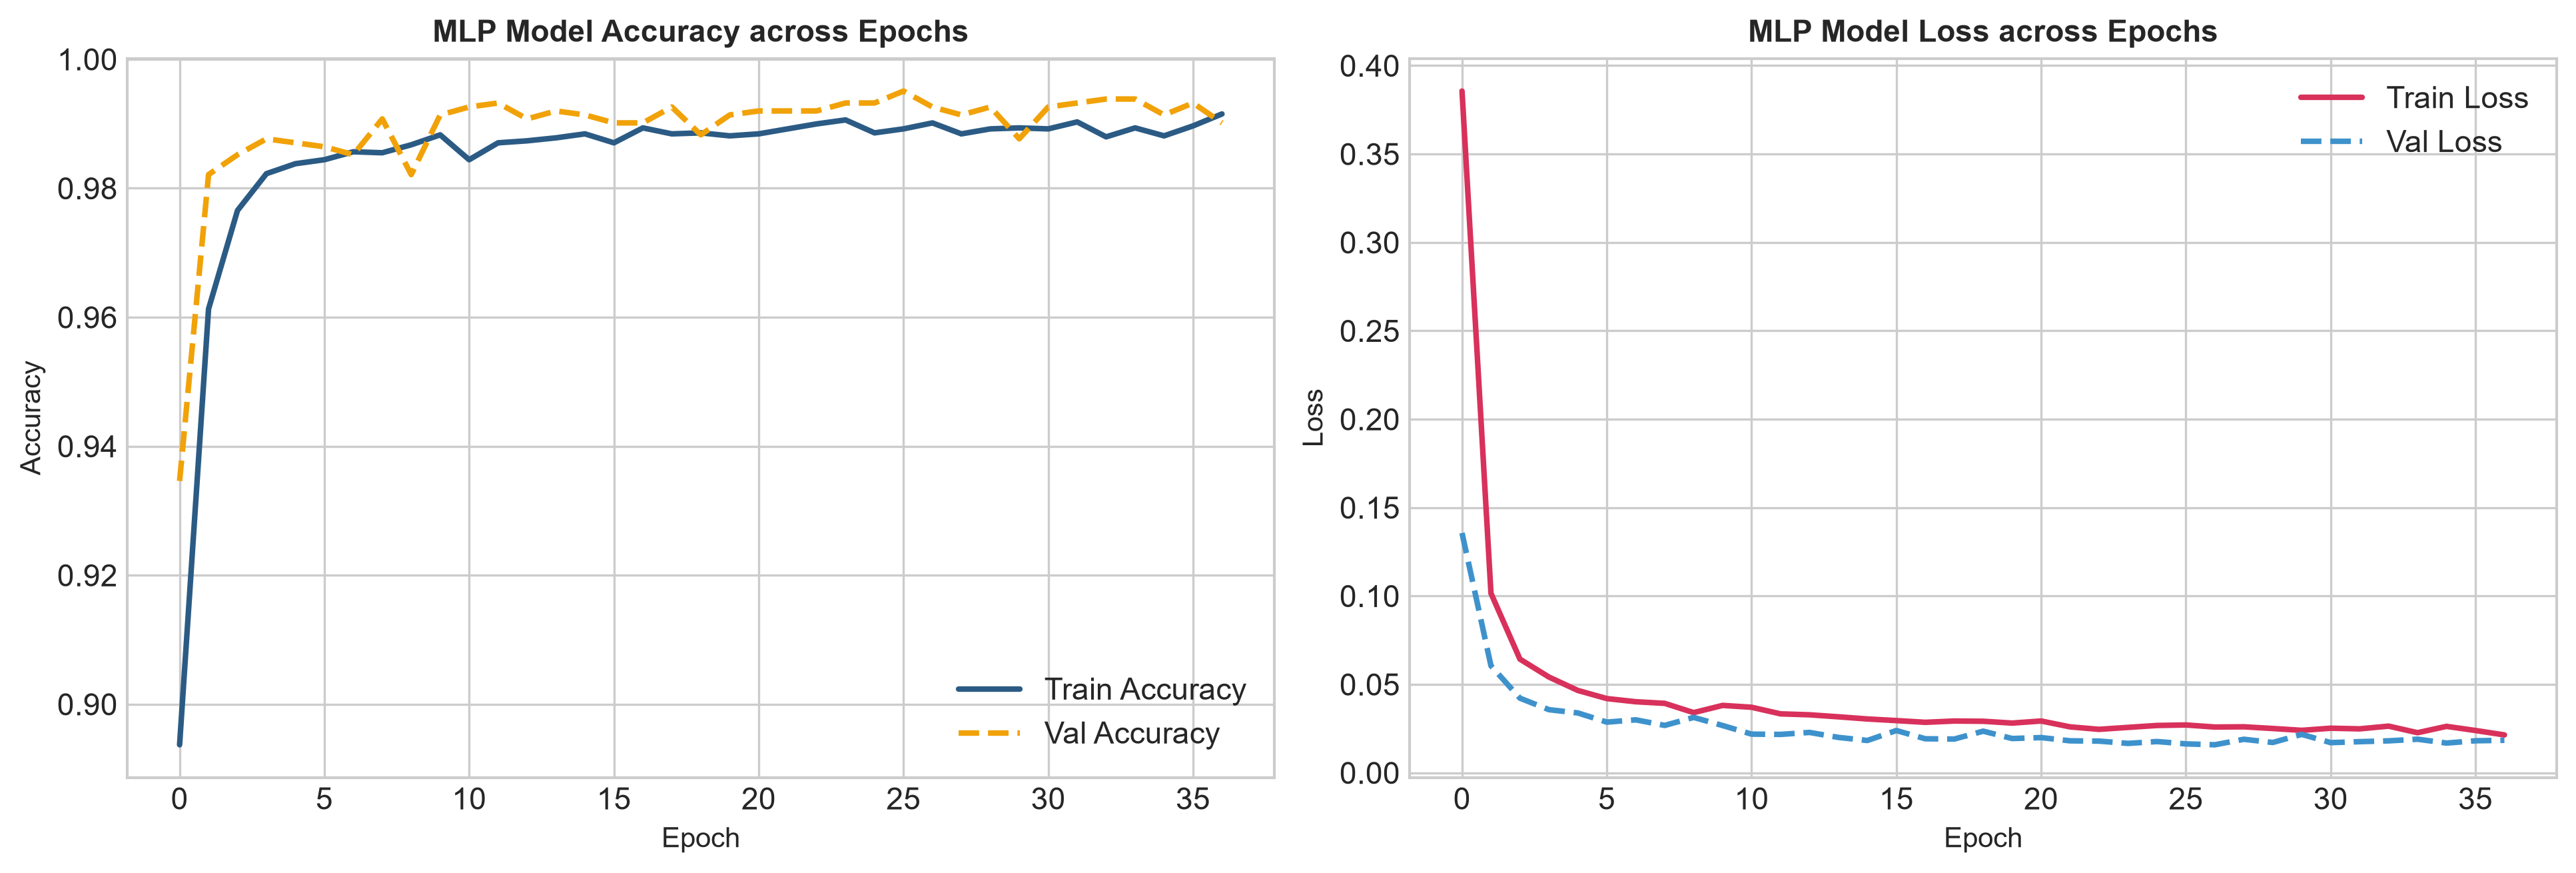 MLP Model Accuracy across Epochs
1.00
0.98
0.96
0.94
0.92
0.90
Accuracy
Train Accuracy
Val Accuracy
0 5 10 15 20 25 30 35
Epoch
MLP Model Loss across Epochs
0.40
0.35
0.30
0.25
0.20
0.15
0.10
0.05
0.00
Loss
Train Loss
Val Loss
0 5 10 15 20 25 30 35
Epoch